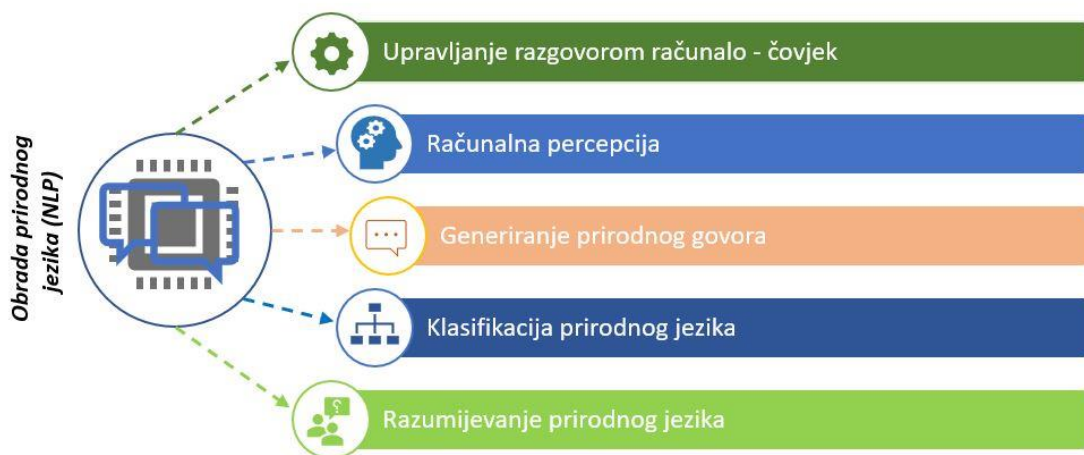 Obrada prirodnog
jezika (NLP)
Upravljanje razgovorom računalo - čovjek
Računalna percepcija
Generiranje prirodnog govora
Klasifikacija prirodnog jezika
Razumijevanje prirodnog jezika